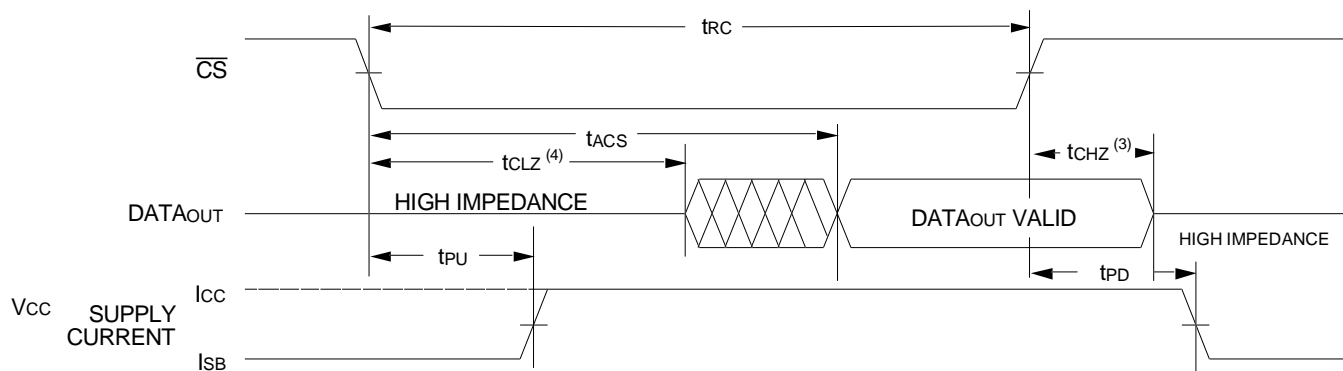 tRC
CS
tACS
tCLZ (4)
tCHZ (3)
DATAOUT
HIGH IMPEDANCE
DATAOUT VALID
HIGH IMPEDANCE
tPU
tPD
VCC SUPPLY CURRENT
ICC
ISB